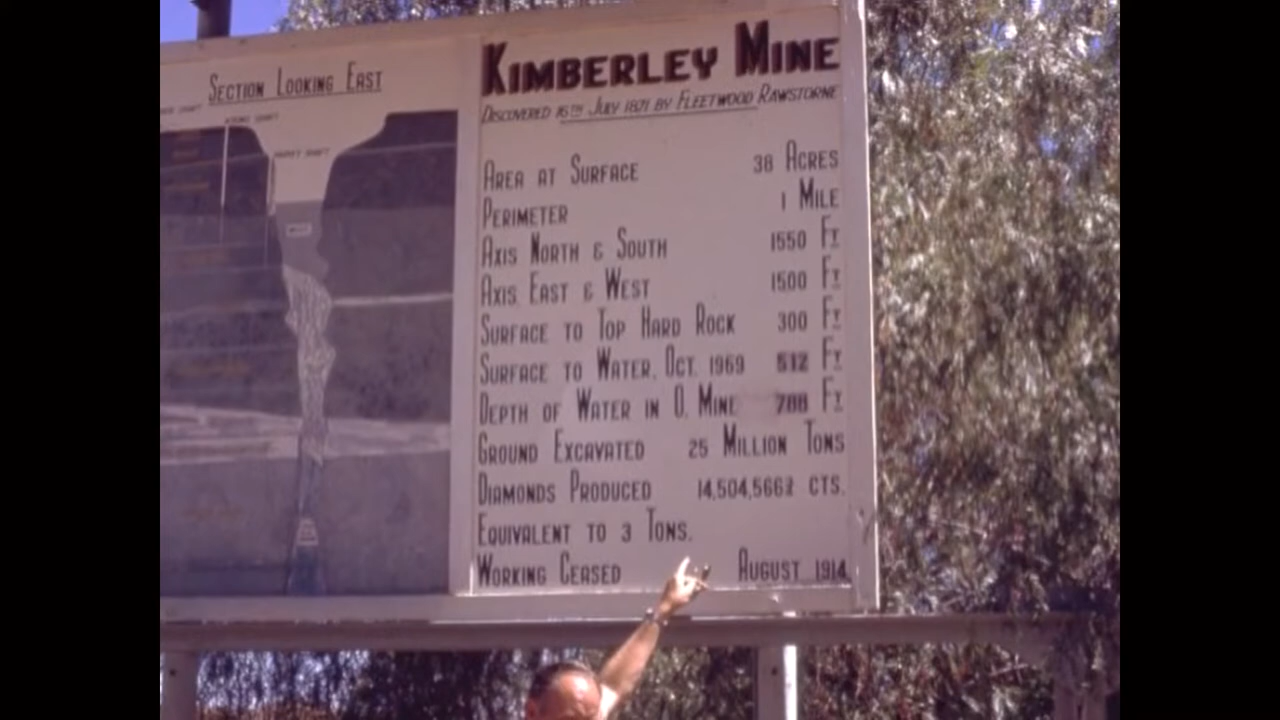 SECTION LOOKING EAST
KIMBERLEY MINE
DISCOVERED 16TH JULY 1871 BY FLEETWOOD RAWSTORNE
AREA AT SURFACE 38 ACRES
PERIMETER 1 MILE
AXIS NORTH & SOUTH 1550 FT
AXIS EAST & WEST 1500 FT
SURFACE TO TOP HARD ROCK 300 FT
SURFACE TO WATER, OCT. 1969 512 FT
DEPTH OF WATER IN O. MINE 788 FT
GROUND EXCAVATED 25 MILLION TONS
DIAMONDS PRODUCED 14,504,566 CTS.
EQUIVALENT TO 3 TONS.
WORKING CEASED AUGUST 1914